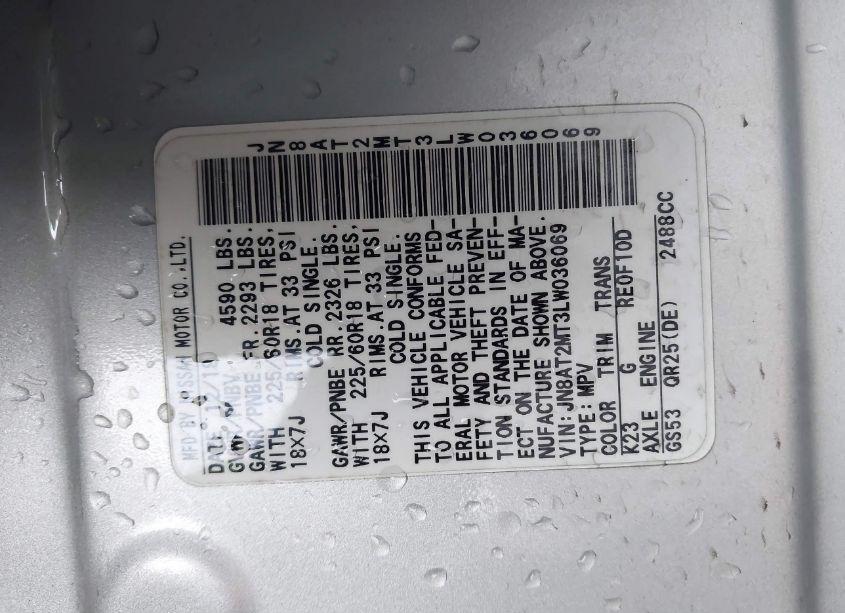 MFD BY NISSAN MOTOR CO.,LTD.
DATE: 12/19
GVWR/PNBV. 4590 LBS.
GAWR/PNBE FR.2293 LBS.
WITH 225/60R18 TIRES,
18X7J RIMS.AT 33 PSI
COLD SINGLE.
GAWR/PNBE RR.2326 LBS.
WITH 225/60R18 TIRES,
18X7J RIMS.AT 33 PSI
COLD SINGLE.
THIS VEHICLE CONFORMS
TO ALL APPLICABLE FED-
ERAL MOTOR VEHICLE SA-
FETY AND THEFT PREVEN-
TION STANDARDS IN EFF-
ECT ON THE DATE OF MA-
NUFACTURE SHOWN ABOVE.
VIN:JN8AT2MT3LW036069
TYPE:MPV
COLOR TRIM TRANS
K23 G RE0F10D
AXLE ENGINE
GS53 QR25(DE) 2488CC
JN8AT2MT3LW036069